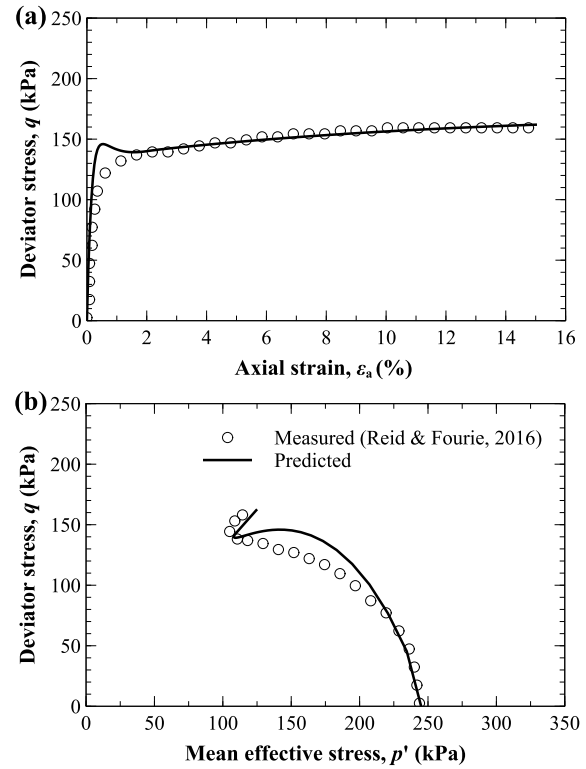 (a)
250
200
150
100
50
0
Deviator stress, q (kPa)
0 2 4 6 8 10 12 14 16
Axial strain, εa (%)
(b)
250
200
150
100
50
0
Deviator stress, q (kPa)
Measured (Reid & Fourie, 2016)
Predicted
0 50 100 150 200 250 300 350
Mean effective stress, p' (kPa)